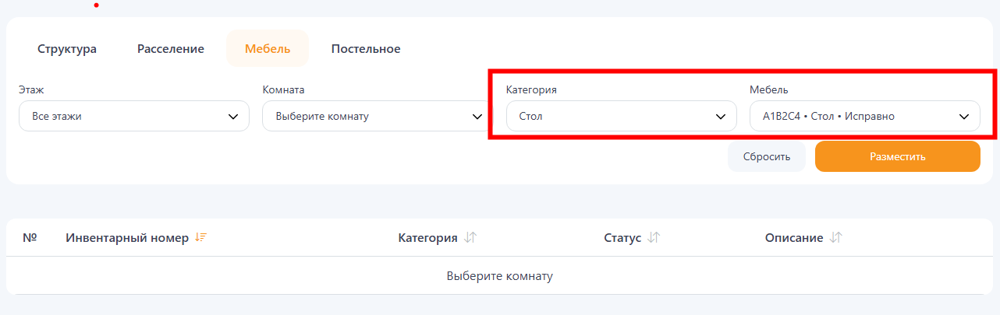 Структура Расселение Мебель Постельное
Этаж Комната Категория Мебель
Все этажи Выберите комнату Стол A1B2C4 • Стол • Исправно
Сбросить Разместить
№ Инвентарный номер Категория Статус Описание
Выберите комнату